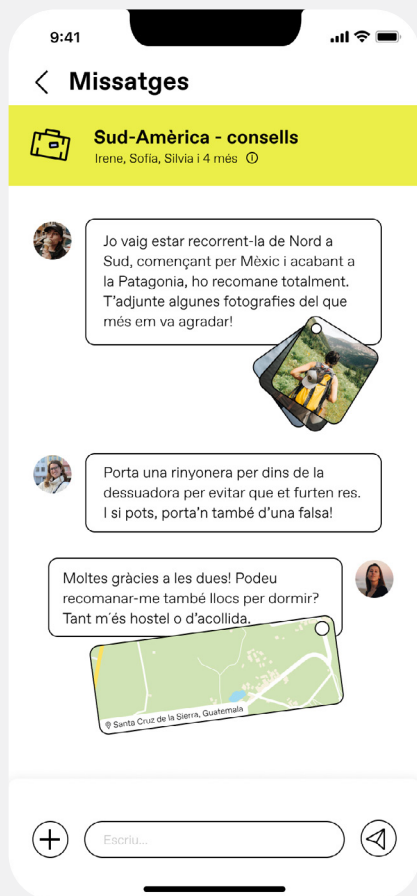 9:41
Missatges
Sud-Amèrica - consells
Irene, Sofía, Silvia i 4 més
Jo vaig estar recorrent-la de Nord a
Sud, començant per Mèxic i acabant a
la Patagonia, ho recomane totalment.
T’adjunte algunes fotografies del que
més em va agradar!
Porta una rinyonera per dins de la
dessuadora per evitar que et furten res.
I si pots, porta’n també d’una falsa!
Moltes gràcies a les dues! Podeu
recomanar-me també llocs per dormir?
Tant m´és hostel o d’acollida.
Santa Cruz de la Sierra, Guatemala
Escriu...